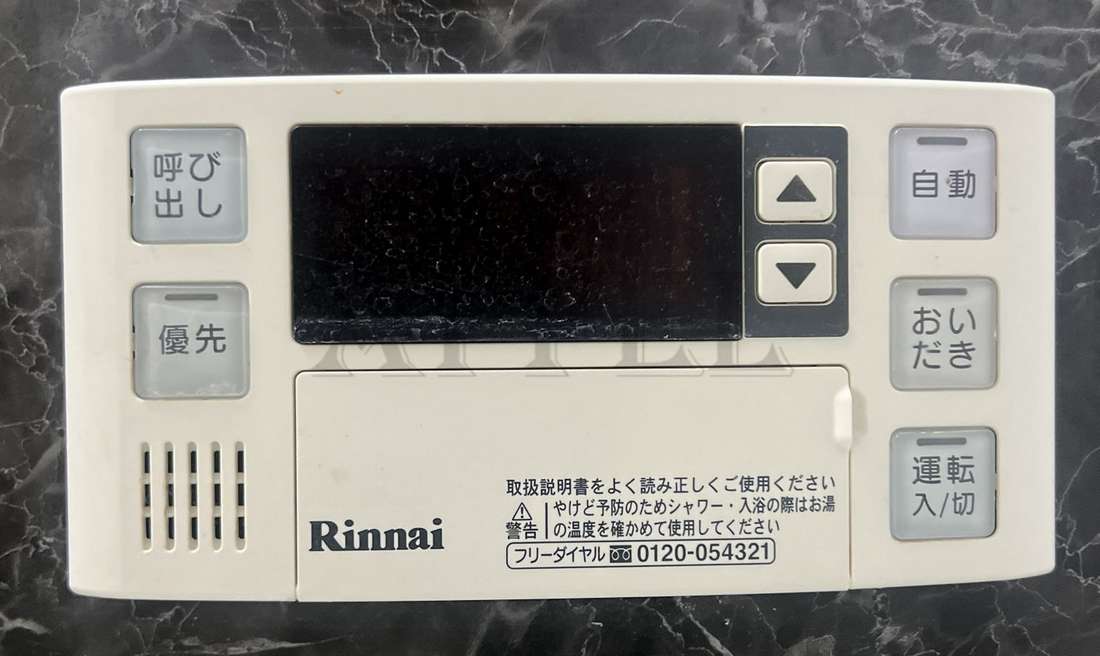 呼び
出し
優先
自動
おい
だき
運転
入/切
取扱説明書をよく読み正しくご使用ください
⚠ やけど予防のためシャワー・入浴の際はお湯
警告 の温度を確かめて使用してください
Rinnai
フリーダイヤル 0120-054321